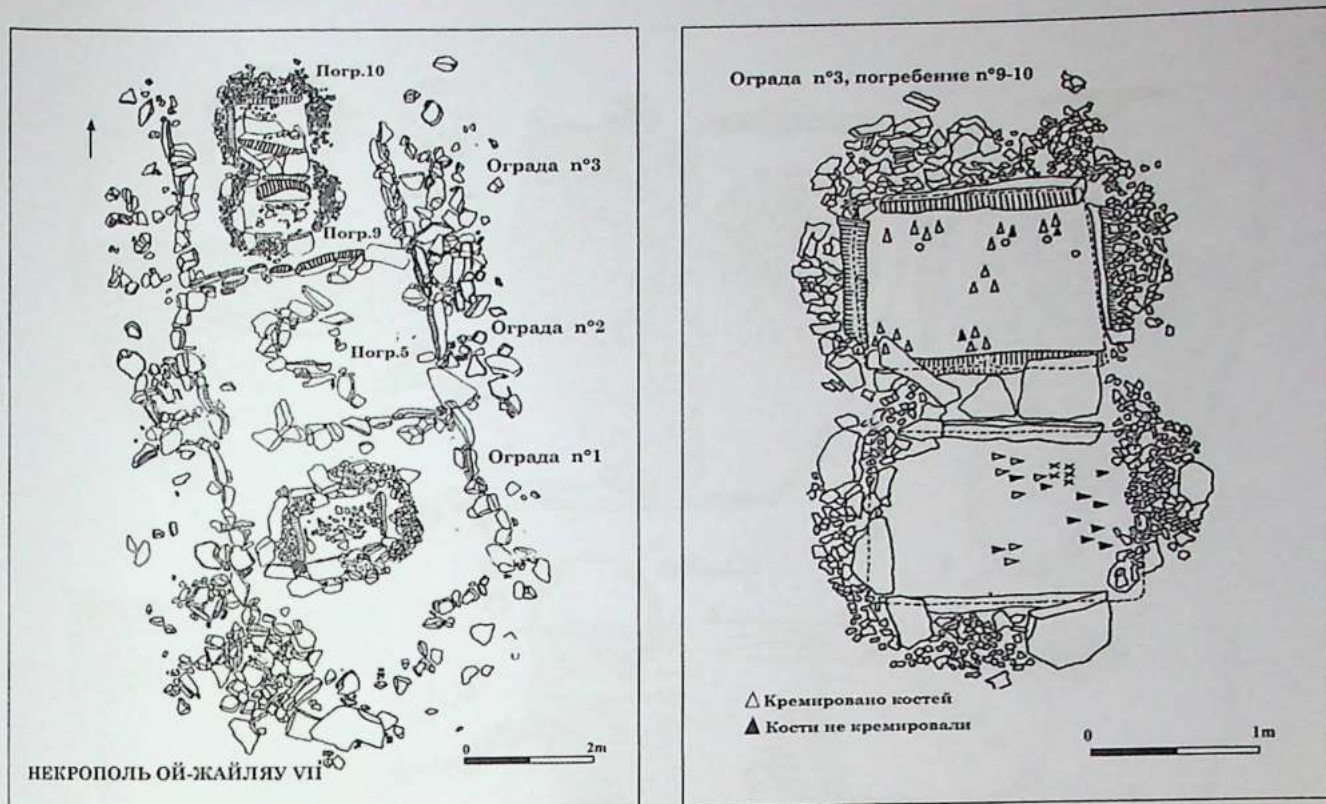 Погр.10
Ограда n°3
Погр.9
Ограда n°2
Погр.5
Ограда n°1
0 2m
НЕКРОПОЛЬ ОЙ-ЖАЙЛЯУ VII
Ограда n°3, погребение n°9-10
△ Кремировано костей
▲ Кости не кремировали
0 1m